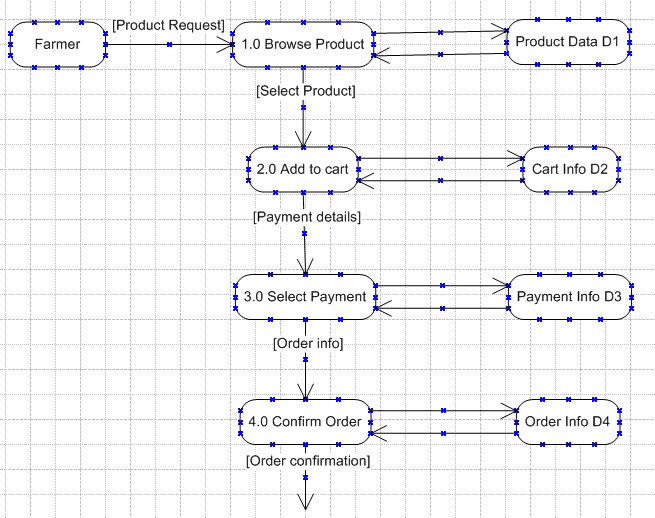 [Product Request]
Farmer
1.0 Browse Product
Product Data D1
[Select Product]
2.0 Add to cart
Cart Info D2
[Payment details]
3.0 Select Payment
Payment Info D3
[Order info]
4.0 Confirm Order
Order Info D4
[Order confirmation]